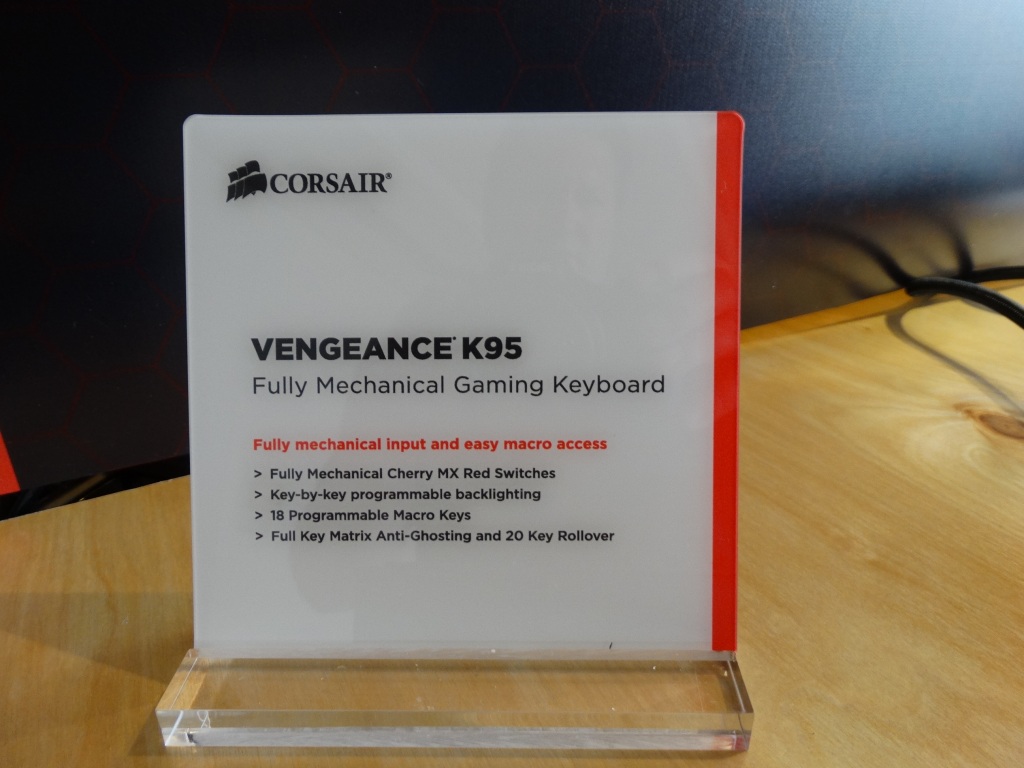 CORSAIR®
VENGEANCE® K95
Fully Mechanical Gaming Keyboard
Fully mechanical input and easy macro access
> Fully Mechanical Cherry MX Red Switches
> Key-by-key programmable backlighting
> 18 Programmable Macro Keys
> Full Key Matrix Anti-Ghosting and 20 Key Rollover